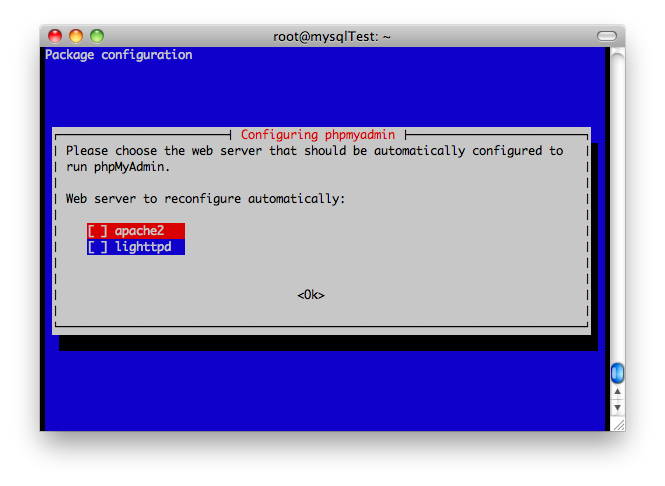 root@mysqlTest: ~
Package configuration
Configuring phpmyadmin
Please choose the web server that should be automatically configured to
run phpMyAdmin.
Web server to reconfigure automatically:
[ ] apache2
[ ] lighttpd
<Ok>